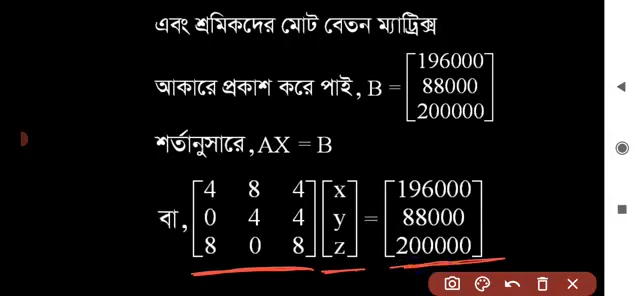 এবং শ্রমিকদের মোট বেতন ম্যাট্রিক্স
আকারে প্রকাশ করে পাই, B = [196000
88000
200000]
শর্তানুসারে, AX = B
বা, [4 8 4
0 4 4
8 0 8] [x
y
z] = [196000
88000
200000]